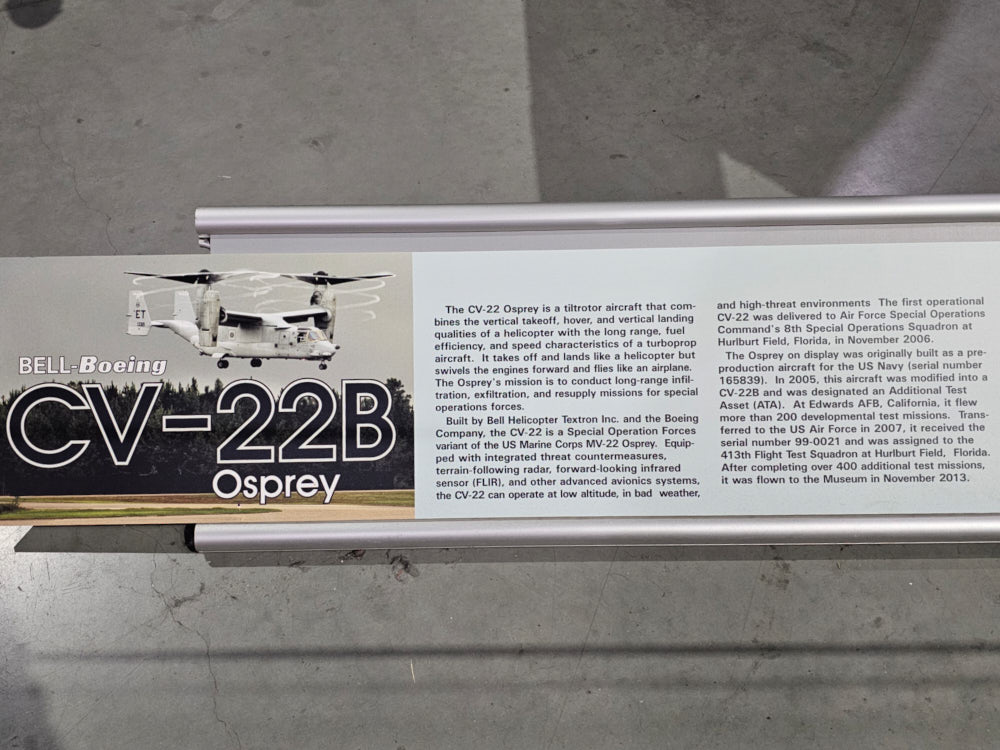 ET
BELL-Boeing
CV-22B
Osprey
The CV-22 Osprey is a tiltrotor aircraft that com-
bines the vertical takeoff, hover, and vertical landing
qualities of a helicopter with the long range, fuel
efficiency, and speed characteristics of a turboprop
aircraft. It takes off and lands like a helicopter but
swivels the engines forward and flies like an airplane.
The Osprey's mission is to conduct long-range infil-
tration, exfiltration, and resupply missions for special
operations forces.
Built by Bell Helicopter Textron Inc. and the Boeing
Company, the CV-22 is a Special Operation Forces
variant of the US Marine Corps MV-22 Osprey. Equip-
ped with integrated threat countermeasures,
terrain-following radar, forward-looking infrared
sensor (FLIR), and other advanced avionics systems,
the CV-22 can operate at low altitude, in bad weather,
and high-threat environments The first operational
CV-22 was delivered to Air Force Special Operations
Command's 8th Special Operations Squadron at
Hurlburt Field, Florida, in November 2006.
The Osprey on display was originally built as a pre-
production aircraft for the US Navy (serial number
165839). In 2005, this aircraft was modified into a
CV-22B and was designated an Additional Test
Asset (ATA). At Edwards AFB, California, it flew
more than 200 developmental test missions. Trans-
ferred to the US Air Force in 2007, it received the
serial number 99-0021 and was assigned to the
413th Flight Test Squadron at Hurlburt Field, Florida.
After completing over 400 additional test missions,
it was flown to the Museum in November 2013.